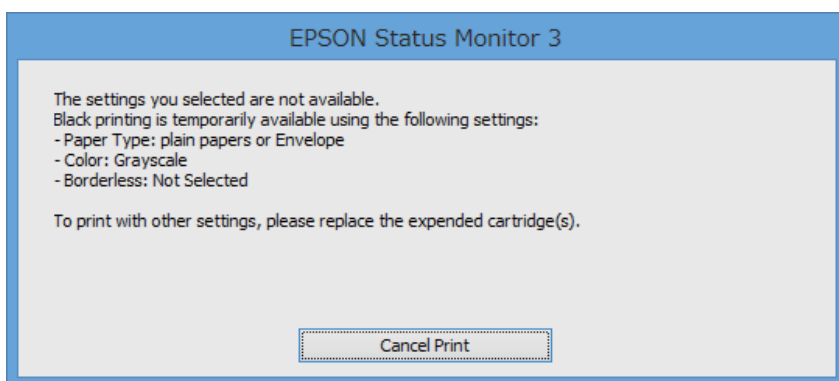 EPSON Status Monitor 3
The settings you selected are not available.
Black printing is temporarily available using the following settings:
- Paper Type: plain papers or Envelope
- Color: Grayscale
- Borderless: Not Selected
To print with other settings, please replace the expended cartridge(s).
Cancel Print